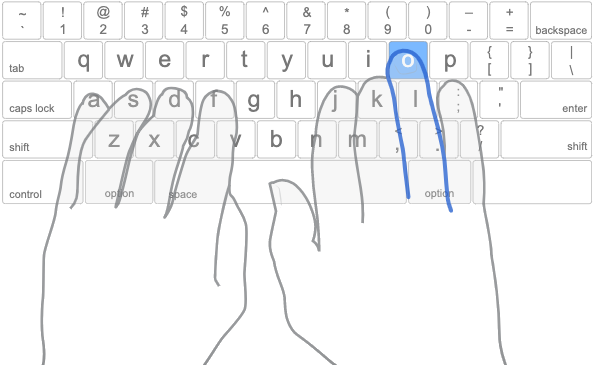 ~ ! @ # $ % ^ & * ( ) – +
` 1 2 3 4 5 6 7 8 9 0 - = backspace
tab q w e r t y u i o p { } |
[ ] \
caps lock a s d f g h j k l : " enter
; '
shift z x c v b n m < > ? shift
, . /
control option space option